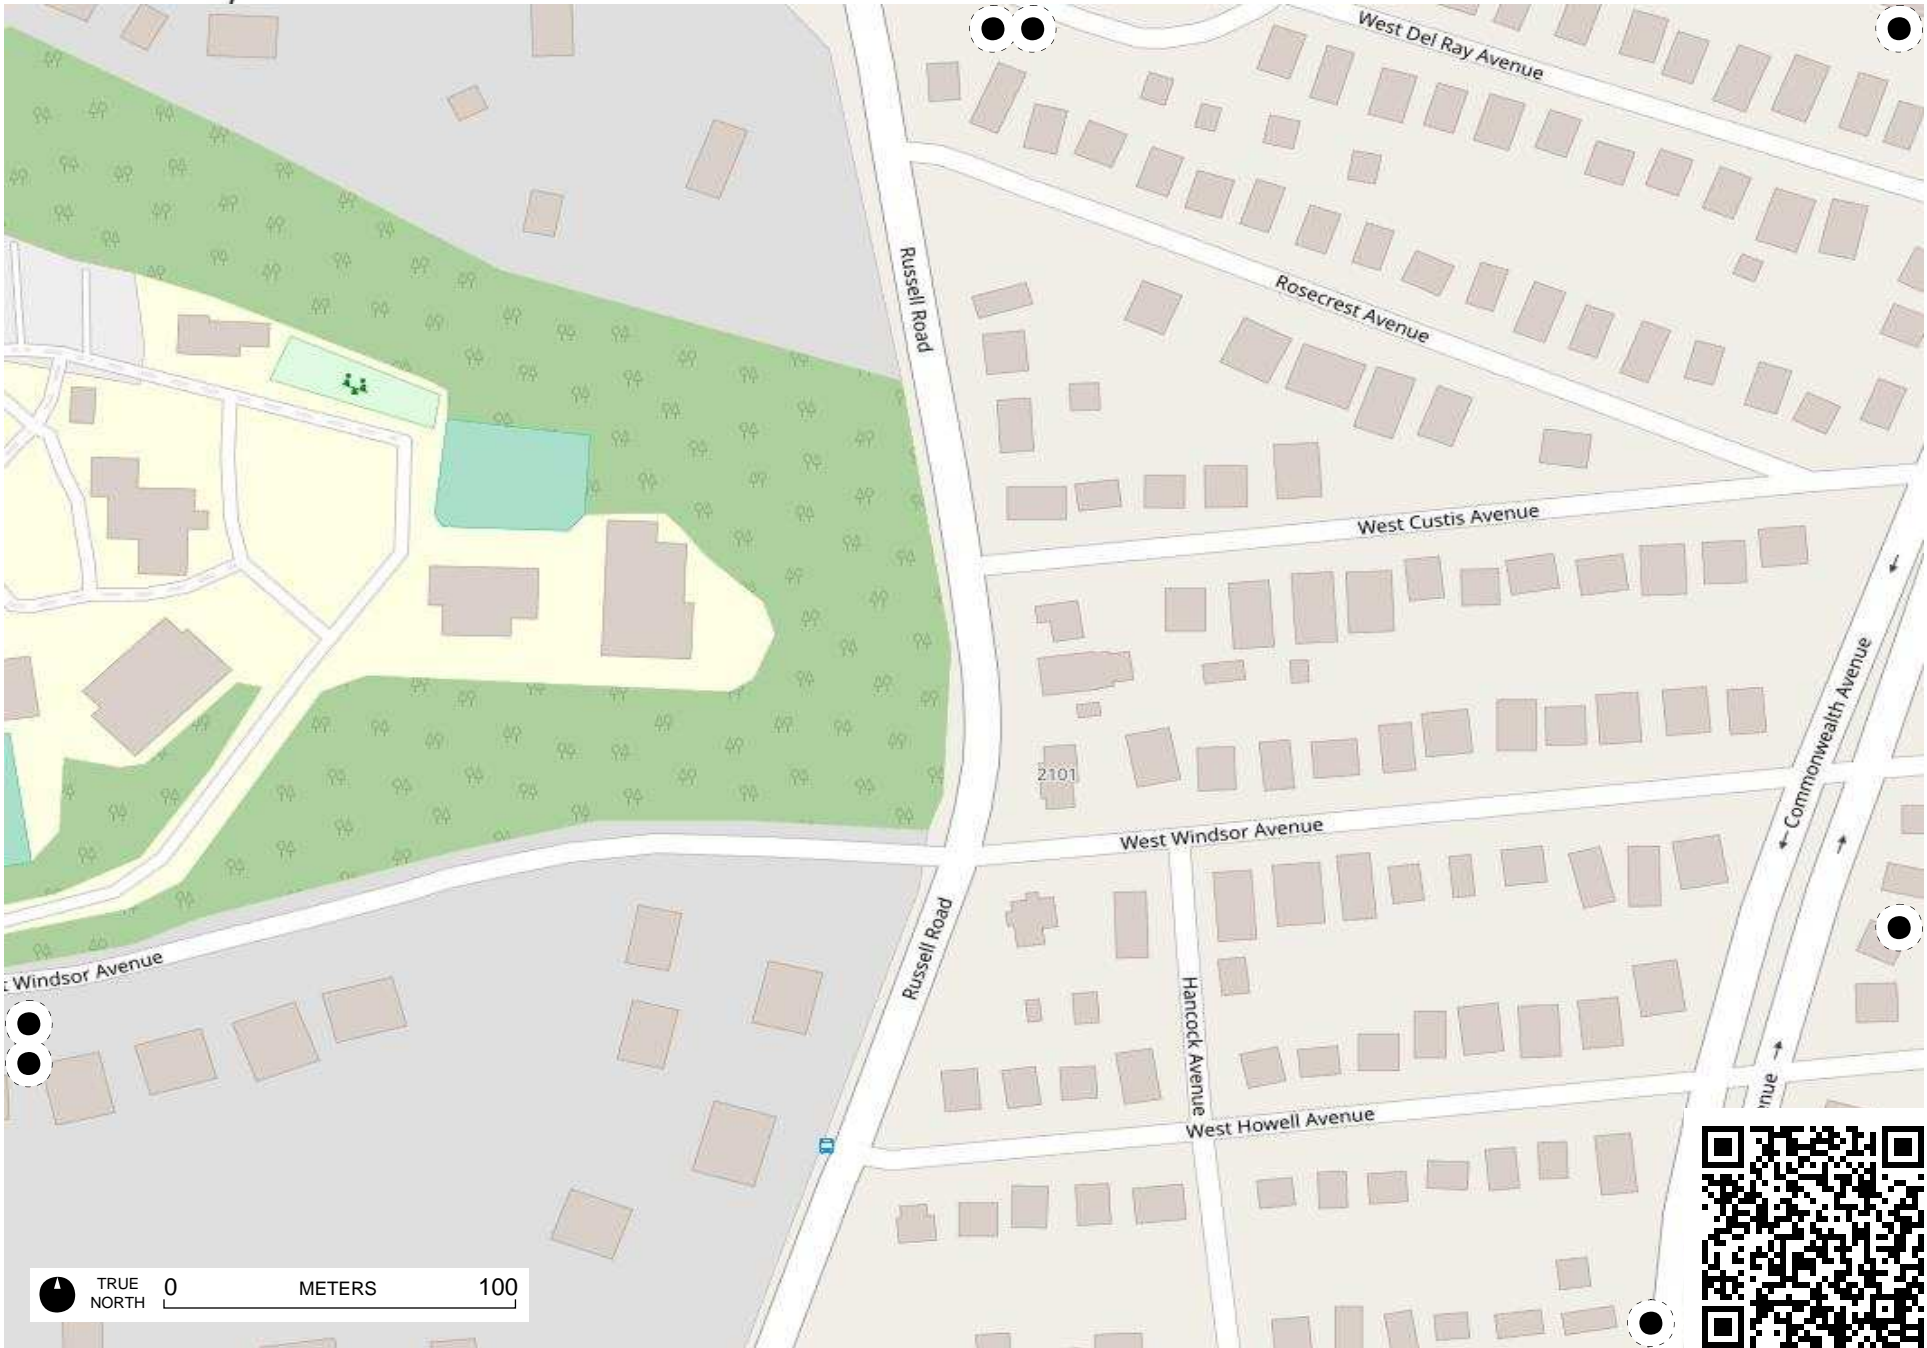 West Del Ray Avenue
Russell Road
Rosecrest Avenue
West Custis Avenue
Commonwealth Avenue
2101
West Windsor Avenue
Russell Road
Windsor Avenue
Hancock Avenue
West Howell Avenue
TRUE NORTH
0 METERS 100